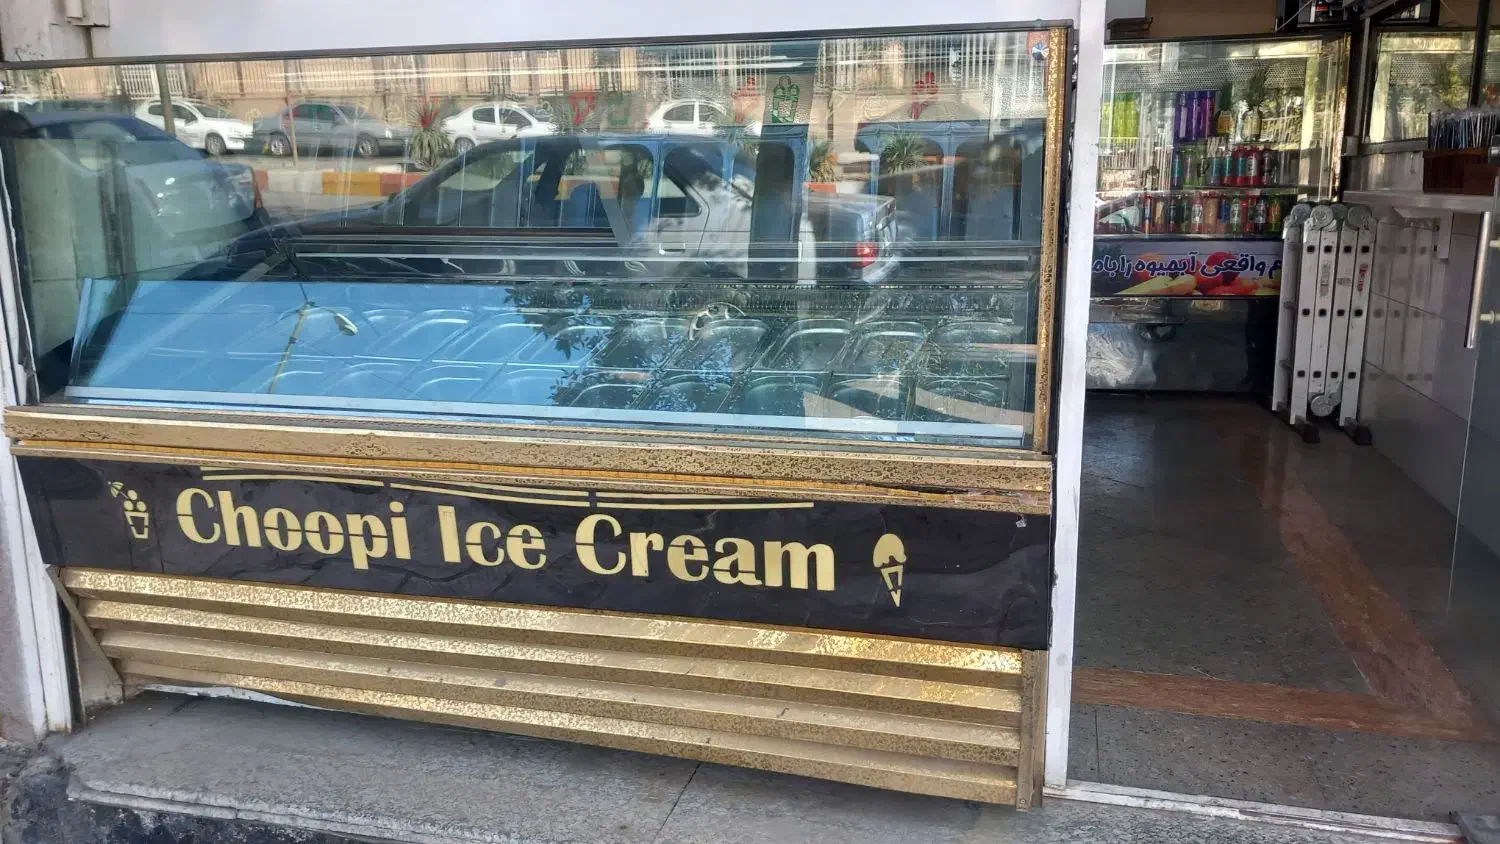 Choopi Ice Cream
واقعی آبمیوه را با